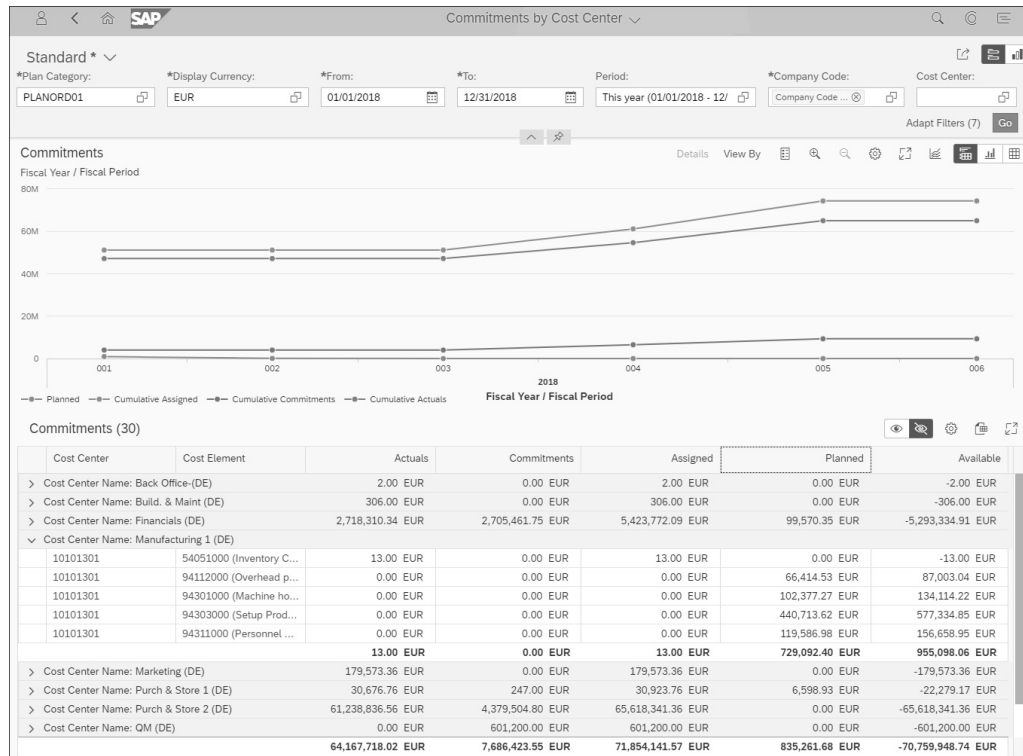 SAP
Commitments by Cost Center
Standard *
*Plan Category: *Display Currency: *From: *To: Period: *Company Code: Cost Center:
PLANORD01 EUR 01/01/2018 12/31/2018 This year (01/01/2018 - 12/ Company Code ...
Adapt Filters (7) Go
Commitments Details View By
Fiscal Year / Fiscal Period
80M
60M
40M
20M
0
001 002 003 004 005 006
2018
Fiscal Year / Fiscal Period
Planned Cumulative Assigned Cumulative Commitments Cumulative Actuals
Commitments (30)
Cost Center Cost Element Actuals Commitments Assigned Planned Available
Cost Center Name: Back Office-(DE) 2.00 EUR 0.00 EUR 2.00 EUR 0.00 EUR -2.00 EUR
Cost Center Name: Build. & Maint (DE) 306.00 EUR 0.00 EUR 306.00 EUR 0.00 EUR -306.00 EUR
Cost Center Name: Financials (DE) 2,718,310.34 EUR 2,705,461.75 EUR 5,423,772.09 EUR 99,570.35 EUR -5,293,334.91 EUR
Cost Center Name: Manufacturing 1 (DE)
10101301 54051000 (Inventory C... 13.00 EUR 0.00 EUR 13.00 EUR 0.00 EUR -13.00 EUR
10101301 94112000 (Overhead p... 0.00 EUR 0.00 EUR 0.00 EUR 66,414.53 EUR 87,003.04 EUR
10101301 94301000 (Machine ho... 0.00 EUR 0.00 EUR 0.00 EUR 102,377.27 EUR 134,114.22 EUR
10101301 94303000 (Setup Prod... 0.00 EUR 0.00 EUR 0.00 EUR 440,713.62 EUR 577,334.85 EUR
10101301 94311000 (Personnel ... 0.00 EUR 0.00 EUR 0.00 EUR 119,586.98 EUR 156,658.95 EUR
13.00 EUR 0.00 EUR 13.00 EUR 729,092.40 EUR 955,098.06 EUR
Cost Center Name: Marketing (DE) 179,573.36 EUR 0.00 EUR 179,573.36 EUR 0.00 EUR -179,573.36 EUR
Cost Center Name: Purch & Store 1 (DE) 30,676.76 EUR 247.00 EUR 30,923.76 EUR 6,598.93 EUR -22,279.17 EUR
Cost Center Name: Purch & Store 2 (DE) 61,238,836.56 EUR 4,379,504.80 EUR 65,618,341.36 EUR 0.00 EUR -65,618,341.36 EUR
Cost Center Name: QM (DE) 0.00 EUR 601,200.00 EUR 601,200.00 EUR 0.00 EUR -601,200.00 EUR
64,167,718.02 EUR 7,686,423.55 EUR 71,854,141.57 EUR 835,261.68 EUR -70,759,948.74 EUR